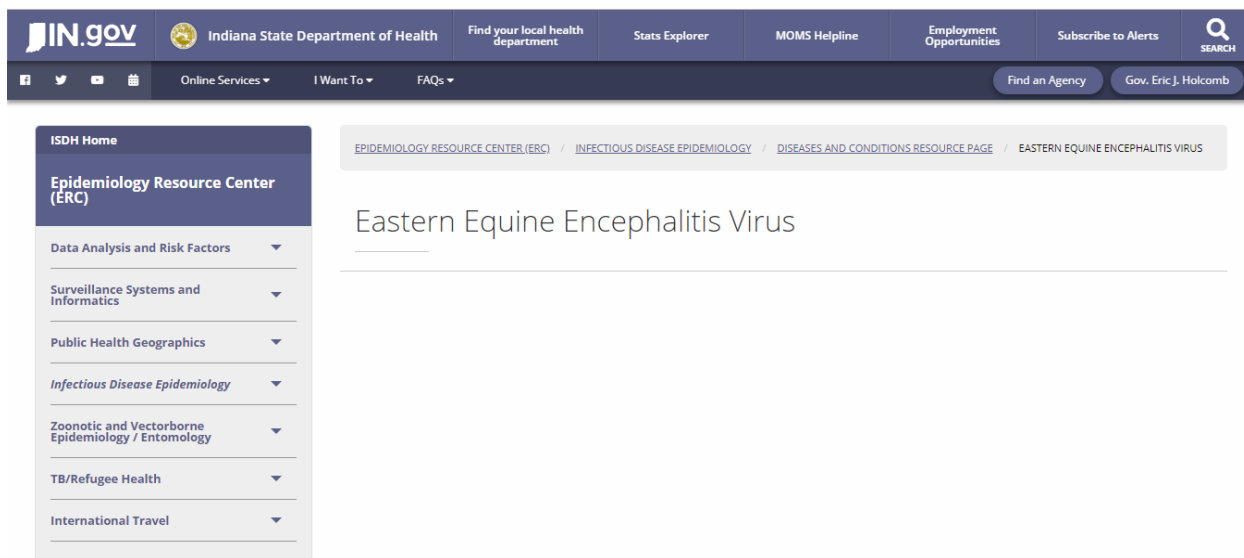 IN.gov
Indiana State Department of Health
Find your local health
department
Stats Explorer
MOMS Helpline
Employment
Opportunities
Subscribe to Alerts
SEARCH
Online Services
I Want To
FAQs
Find an Agency
Gov. Eric J. Holcomb
ISDH Home
Epidemiology Resource Center
(ERC)
Data Analysis and Risk Factors
Surveillance Systems and
Informatics
Public Health Geographics
Infectious Disease Epidemiology
Zoonotic and Vectorborne
Epidemiology / Entomology
TB/Refugee Health
International Travel
EPIDEMIOLOGY RESOURCE CENTER (ERC) / INFECTIOUS DISEASE EPIDEMIOLOGY / DISEASES AND CONDITIONS RESOURCE PAGE / EASTERN EQUINE ENCEPHALITIS VIRUS
Eastern Equine Encephalitis Virus